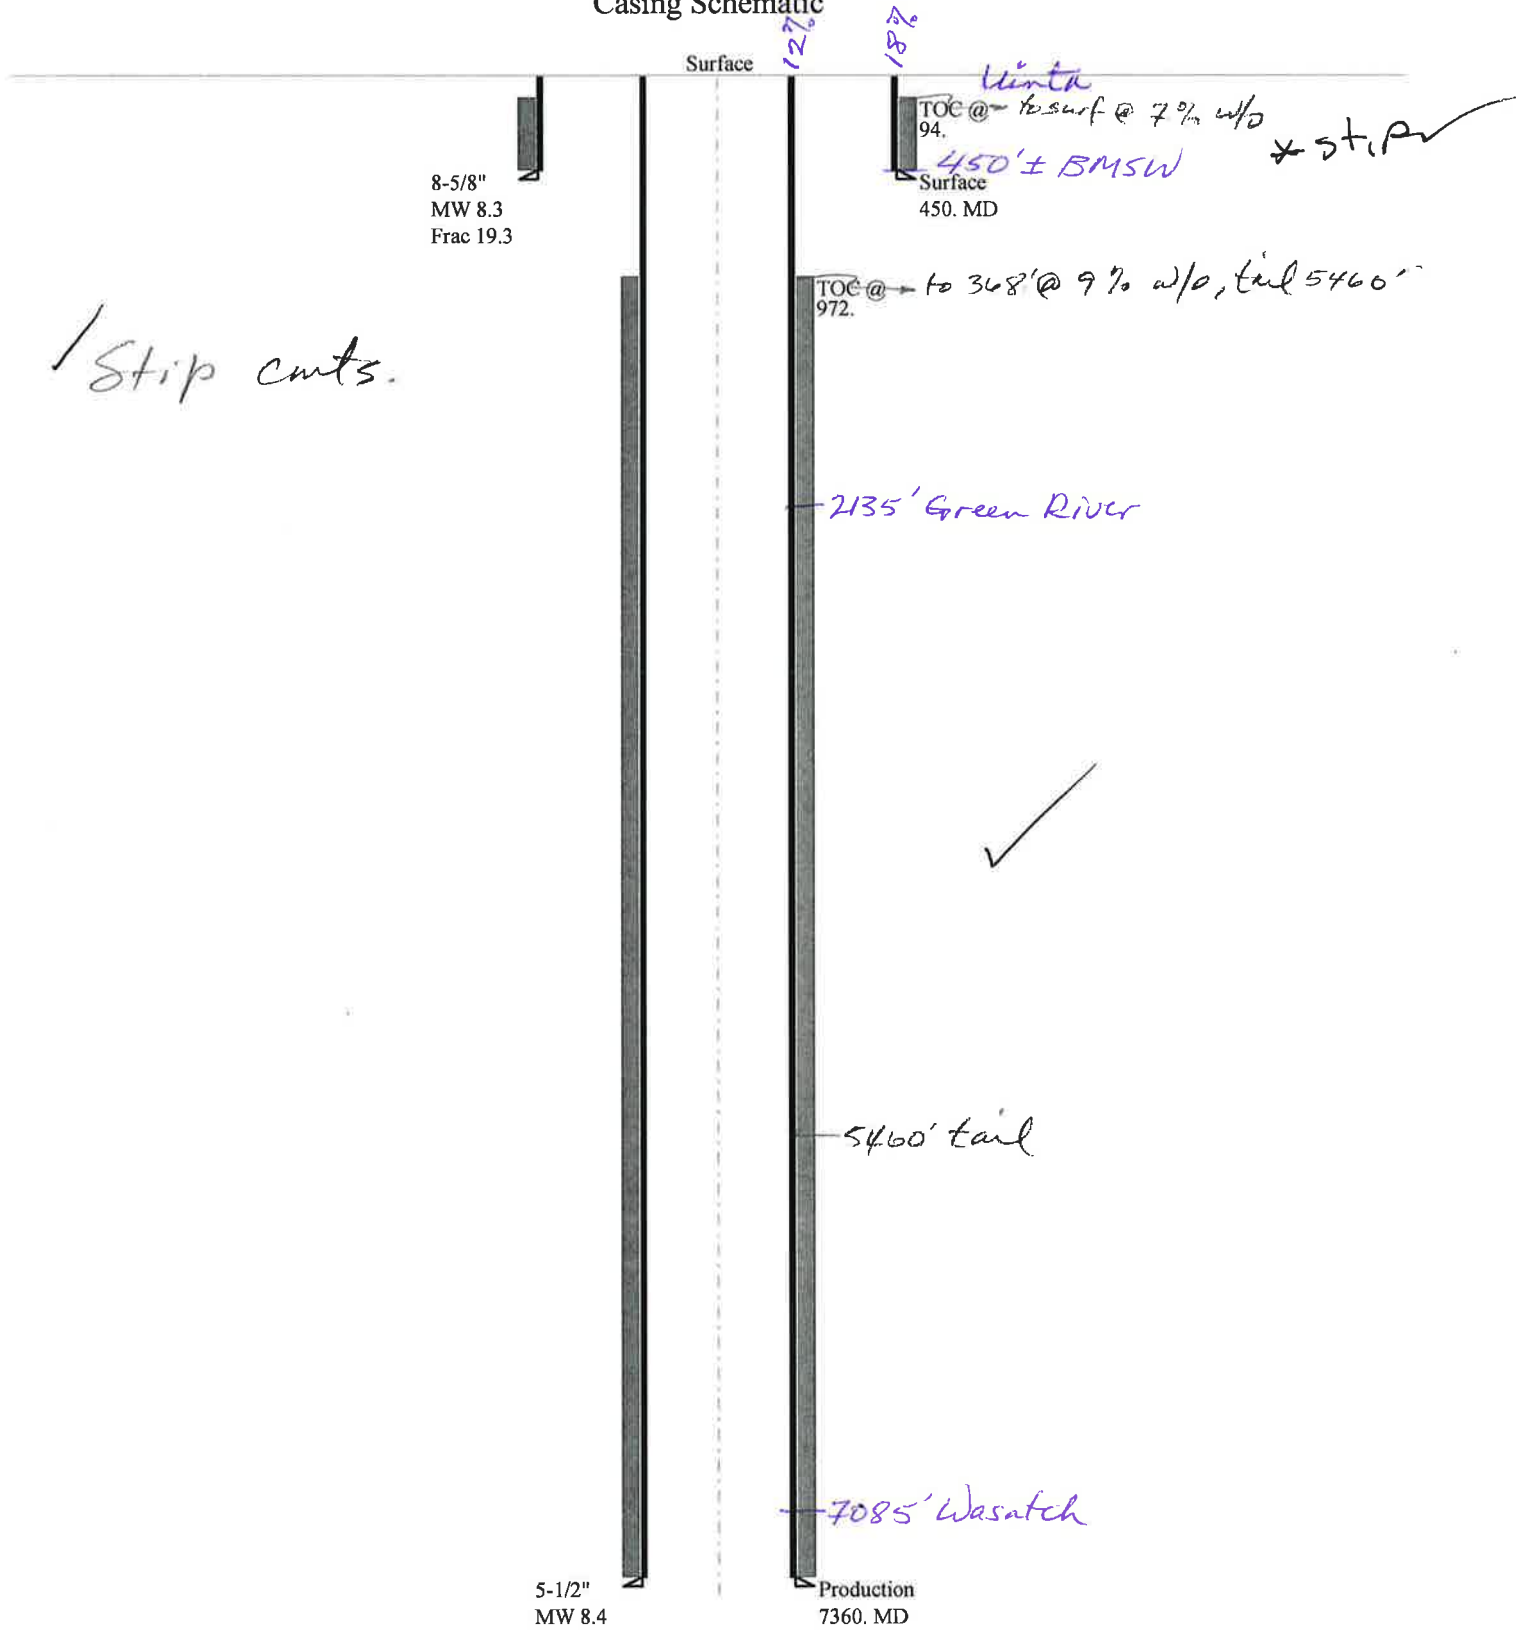 Casing Schematic
12%
18%
Surface
Uinta
TOC @ to surf @ 7% w/o
94.
* stip
450' ± BMSW
8-5/8"
MW 8.3
Frac 19.3
Surface
450. MD
TOC @ to 368' @ 9% w/o, tail 5460'
972.
Stip cmts.
2135' Green River
5460' tail
7085' Wasatch
5-1/2"
MW 8.4
Production
7360. MD